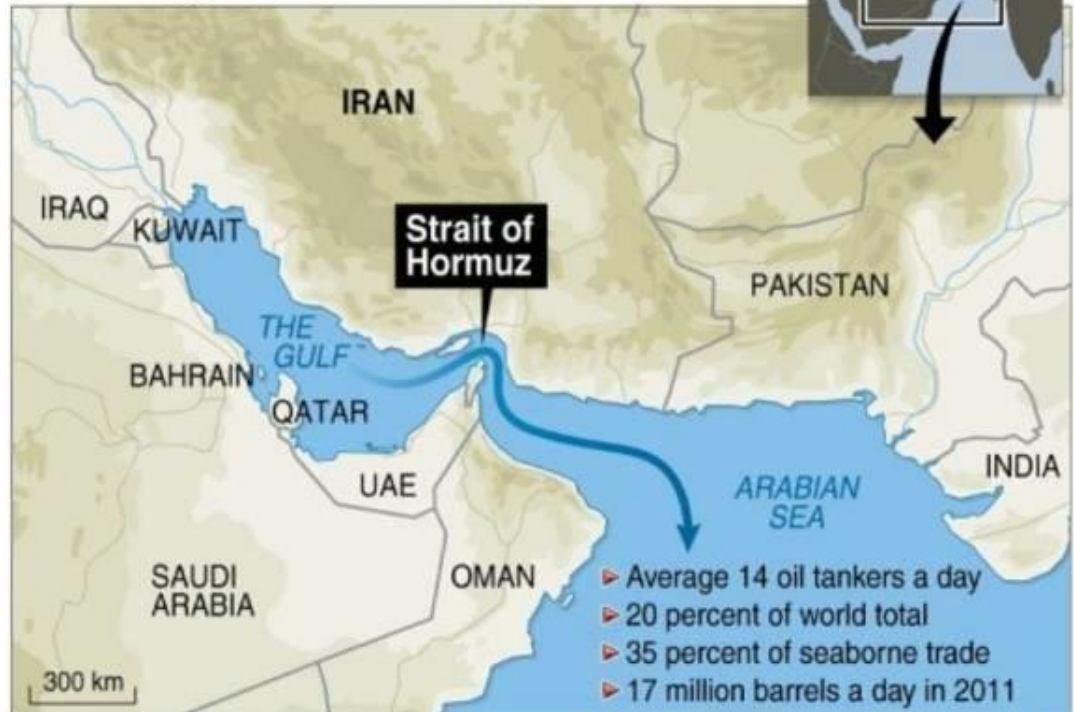 IRAN
IRAQ
KUWAIT
Strait of
Hormuz
PAKISTAN
THE
GULF
BAHRAIN
QATAR
UAE
INDIA
ARABIAN
SEA
SAUDI
ARABIA
OMAN
Average 14 oil tankers a day
20 percent of world total
35 percent of seaborne trade
17 million barrels a day in 2011
300 km